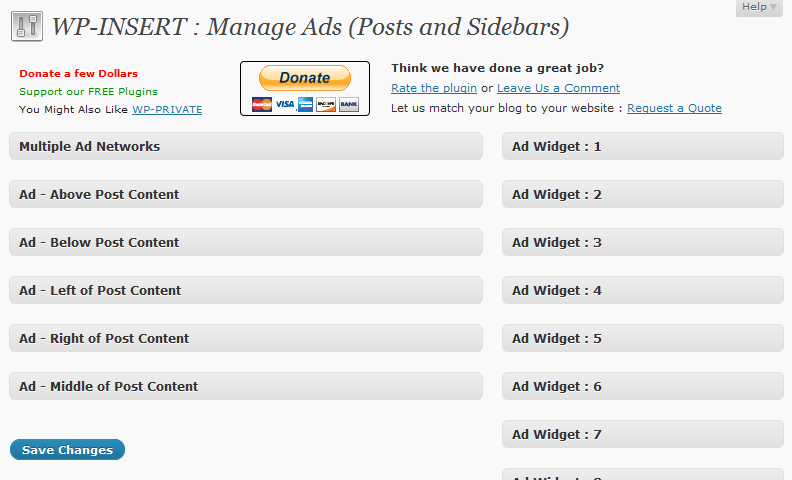 Help
WP-INSERT : Manage Ads (Posts and Sidebars)
Donate a few Dollars
Support our FREE Plugins
You Might Also Like WP-PRIVATE
Donate
MasterCard VISA DISCOVER BANK
Think we have done a great job?
Rate the plugin or Leave Us a Comment
Let us match your blog to your website : Request a Quote
Multiple Ad Networks
Ad - Above Post Content
Ad - Below Post Content
Ad - Left of Post Content
Ad - Right of Post Content
Ad - Middle of Post Content
Save Changes
Ad Widget : 1
Ad Widget : 2
Ad Widget : 3
Ad Widget : 4
Ad Widget : 5
Ad Widget : 6
Ad Widget : 7